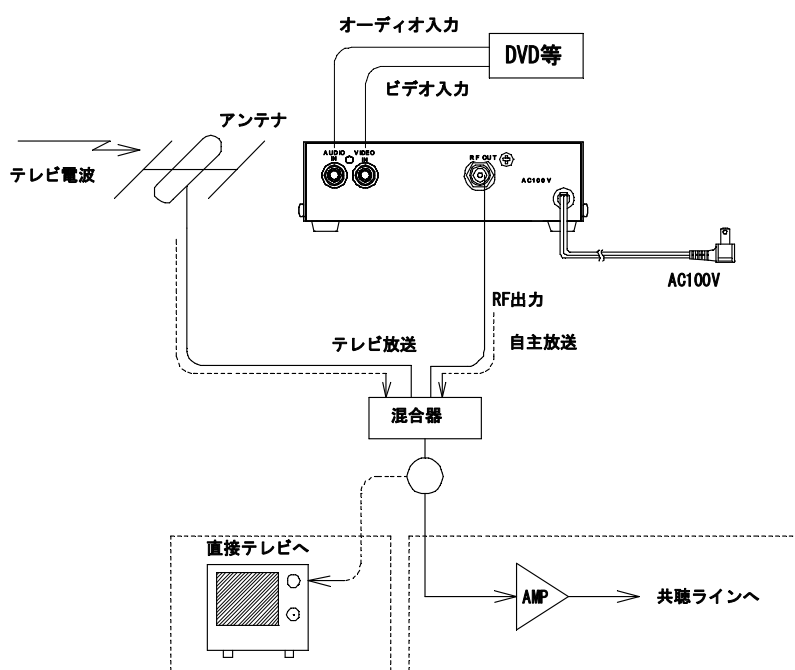 オーディオ入力
DVD等
ビデオ入力
アンテナ
テレビ電波
AUDIO IN
VIDEO IN
RF OUT
AC100V
AC100V
RF出力
テレビ放送
自主放送
混合器
直接テレビへ
AMP
共聴ラインへ